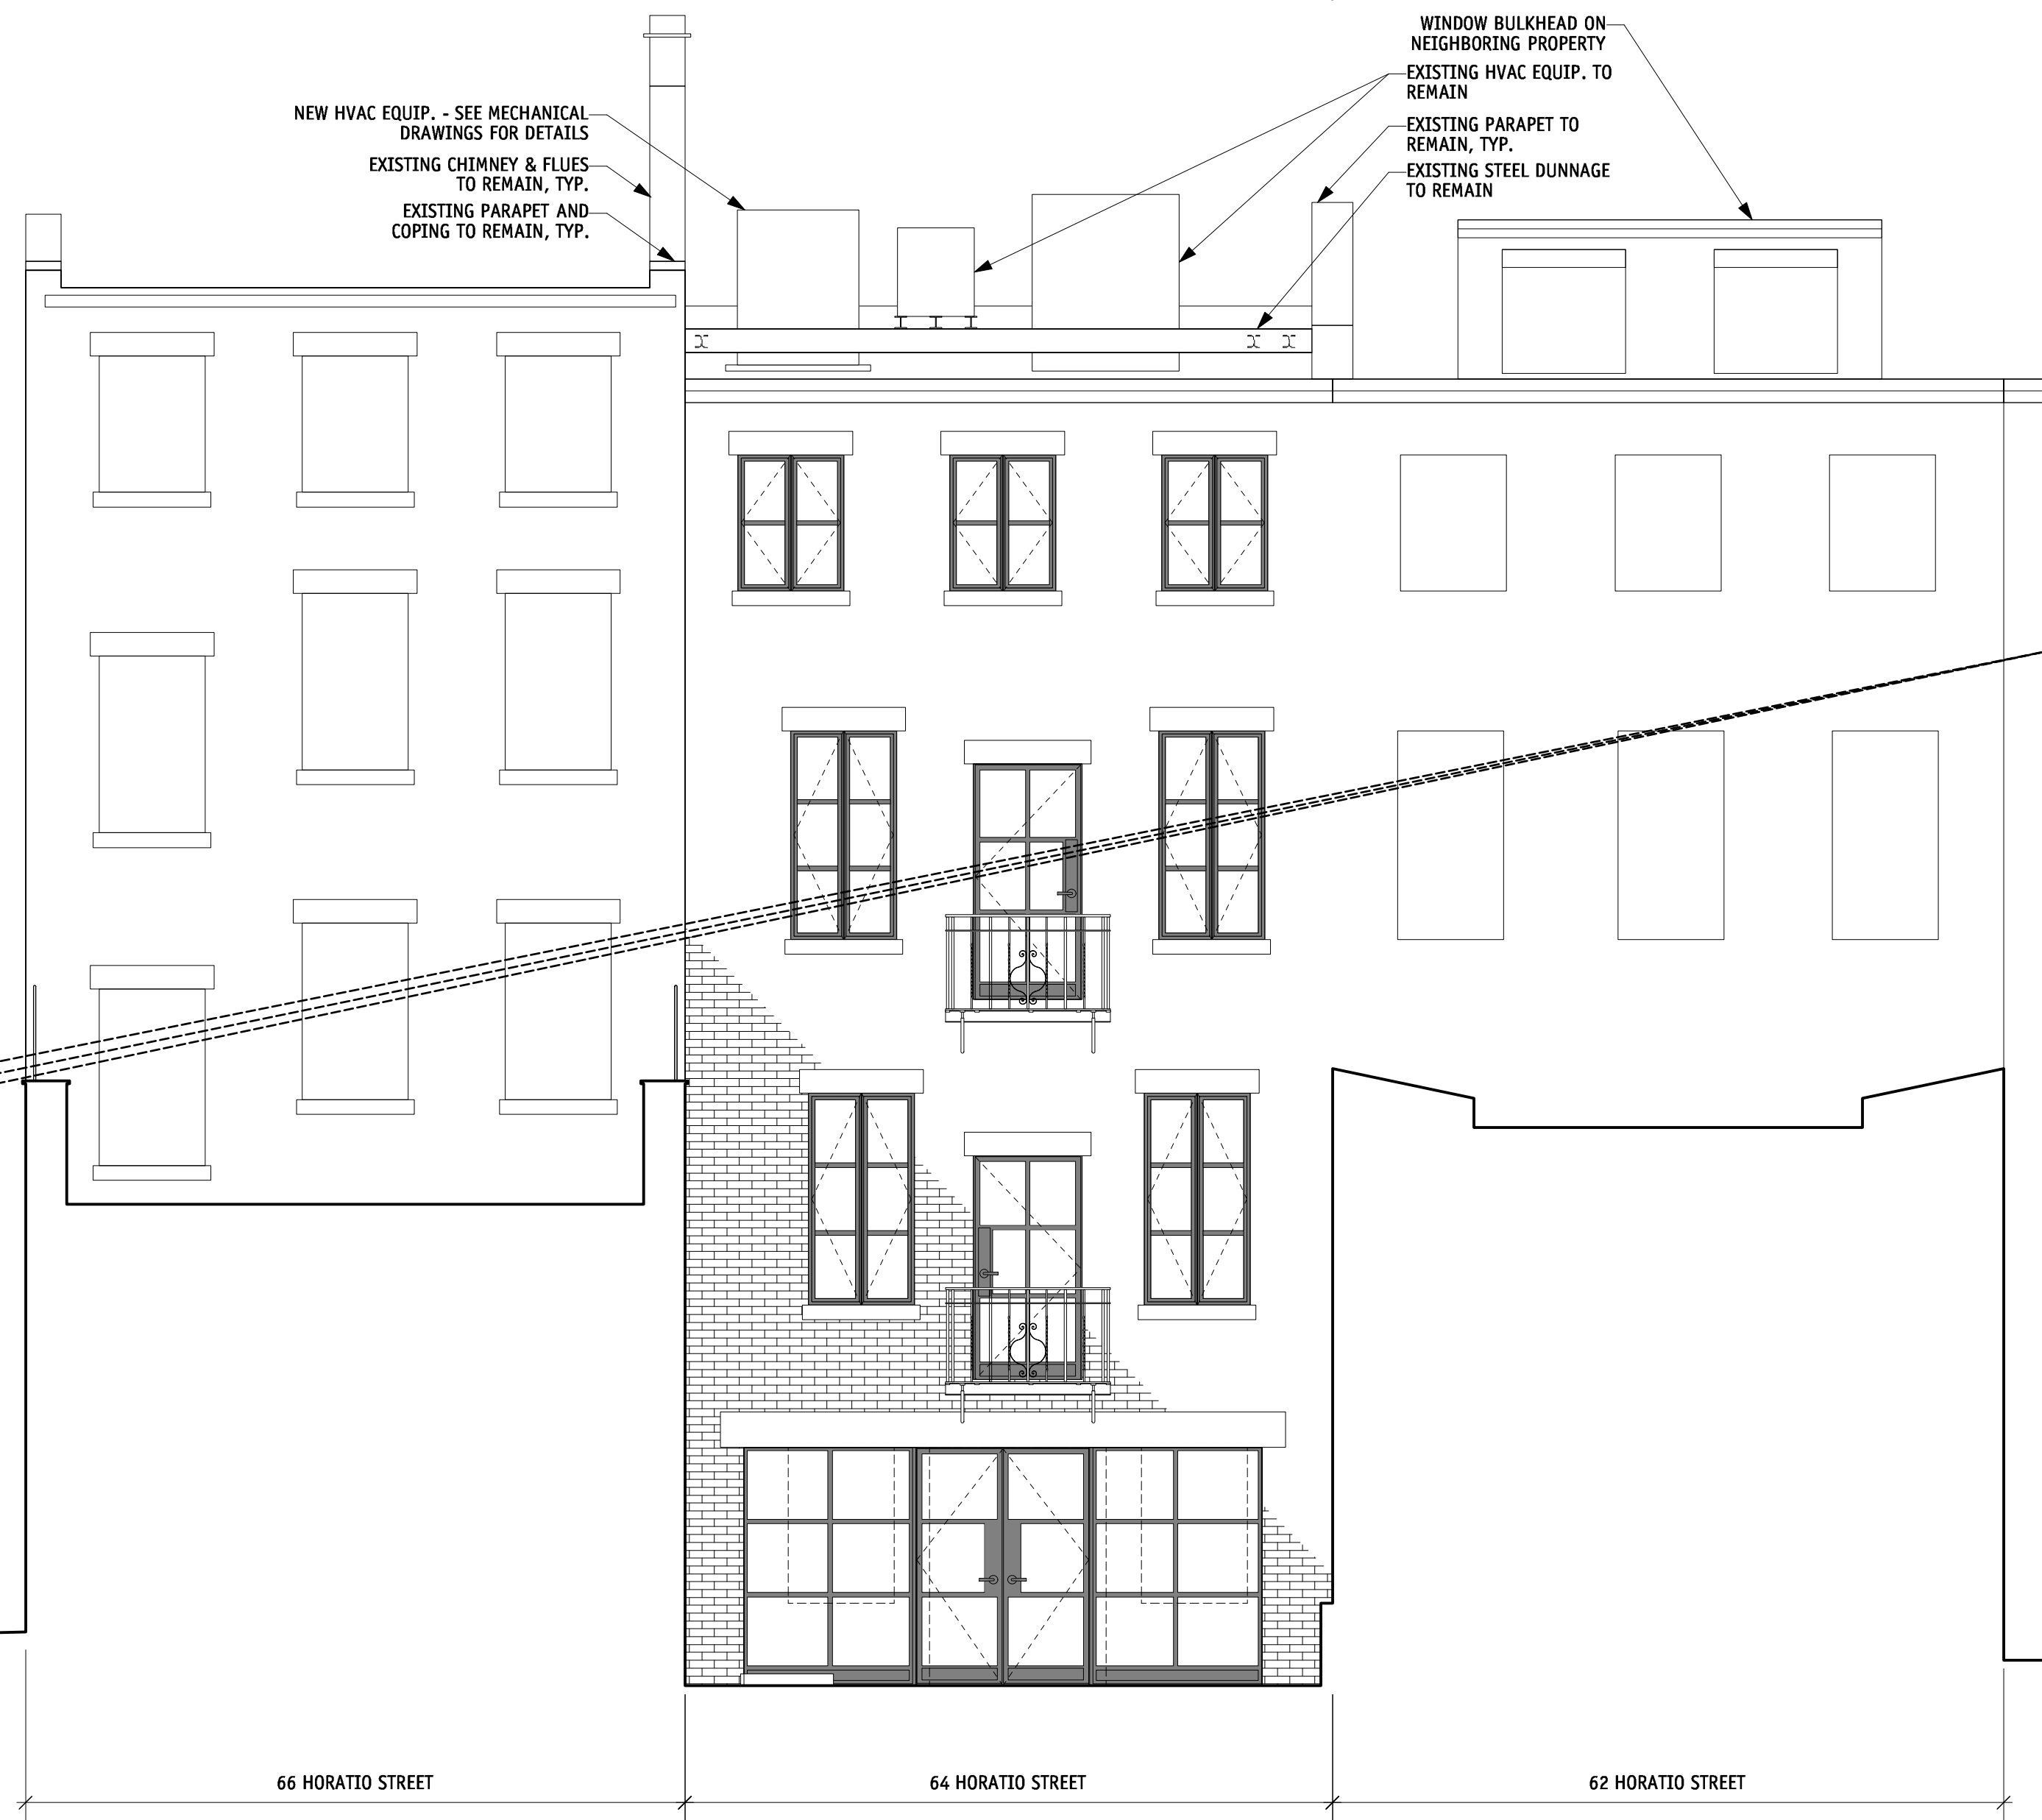 NEW HVAC EQUIP. - SEE MECHANICAL
DRAWINGS FOR DETAILS
EXISTING CHIMNEY & FLUES
TO REMAIN, TYP.
EXISTING PARAPET AND
COPING TO REMAIN, TYP.
WINDOW BULKHEAD ON
NEIGHBORING PROPERTY
EXISTING HVAC EQUIP. TO
REMAIN
EXISTING PARAPET TO
REMAIN, TYP.
EXISTING STEEL DUNNAGE
TO REMAIN
66 HORATIO STREET
64 HORATIO STREET
62 HORATIO STREET